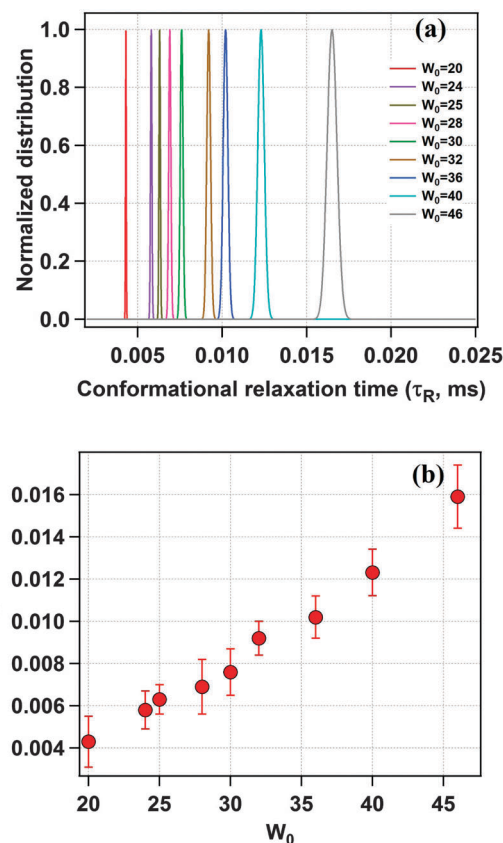 (a)
1.0
0.8
0.6
0.4
0.2
0.0
Normalized distribution
W₀=20
W₀=24
W₀=25
W₀=28
W₀=30
W₀=32
W₀=36
W₀=40
W₀=46
0.005 0.010 0.015 0.020 0.025
Conformational relaxation time (τR, ms)
(b)
0.016
0.014
0.012
0.010
0.008
0.006
0.004
20 25 30 35 40 45
W₀